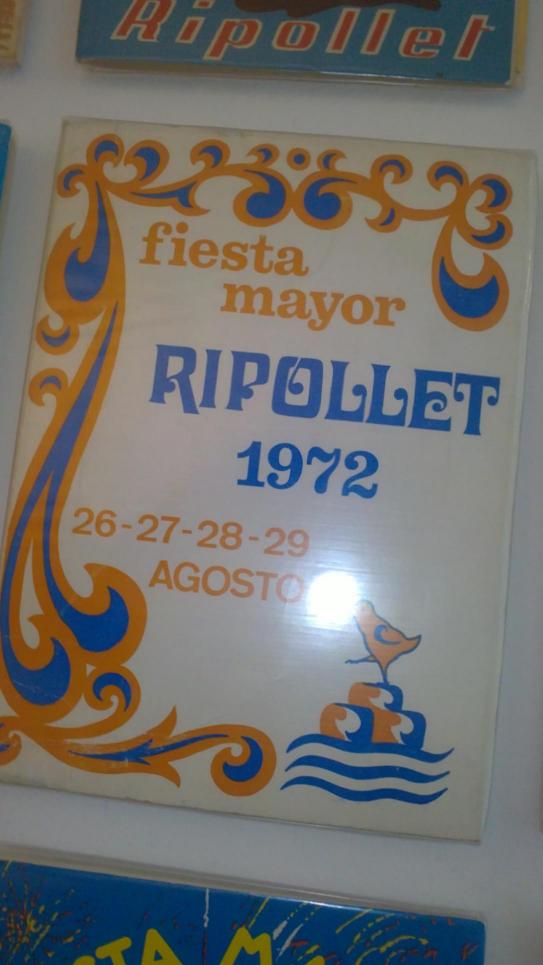 Ripollet
fiesta
mayor
RIPOLLET
1972
26-27-28-29
AGOSTO